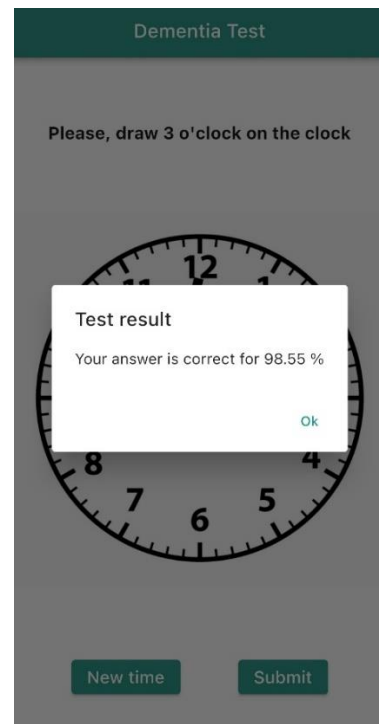 Dementia Test
Please, draw 3 o'clock on the clock
12
11
1
Test result
Your answer is correct for 98.55 %
Ok
8
4
7
5
6
New time
Submit